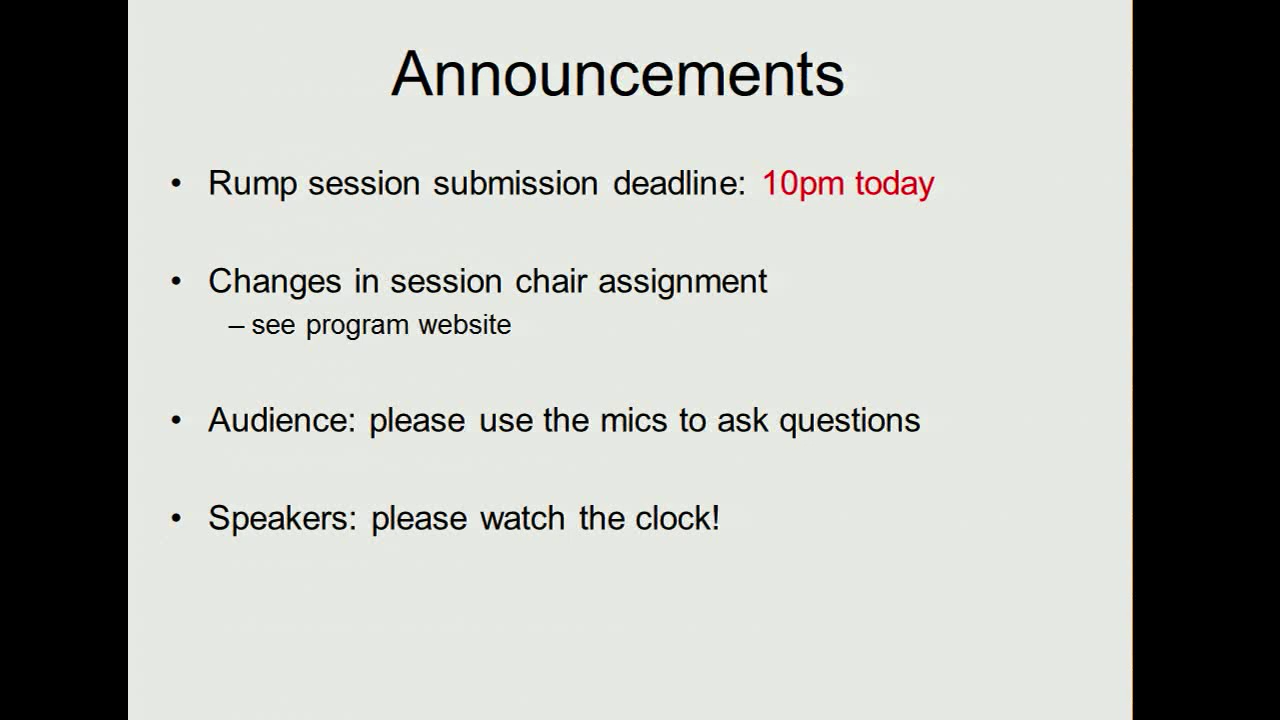 Announcements
• Rump session submission deadline: 10pm today
• Changes in session chair assignment
– see program website
• Audience: please use the mics to ask questions
• Speakers: please watch the clock!